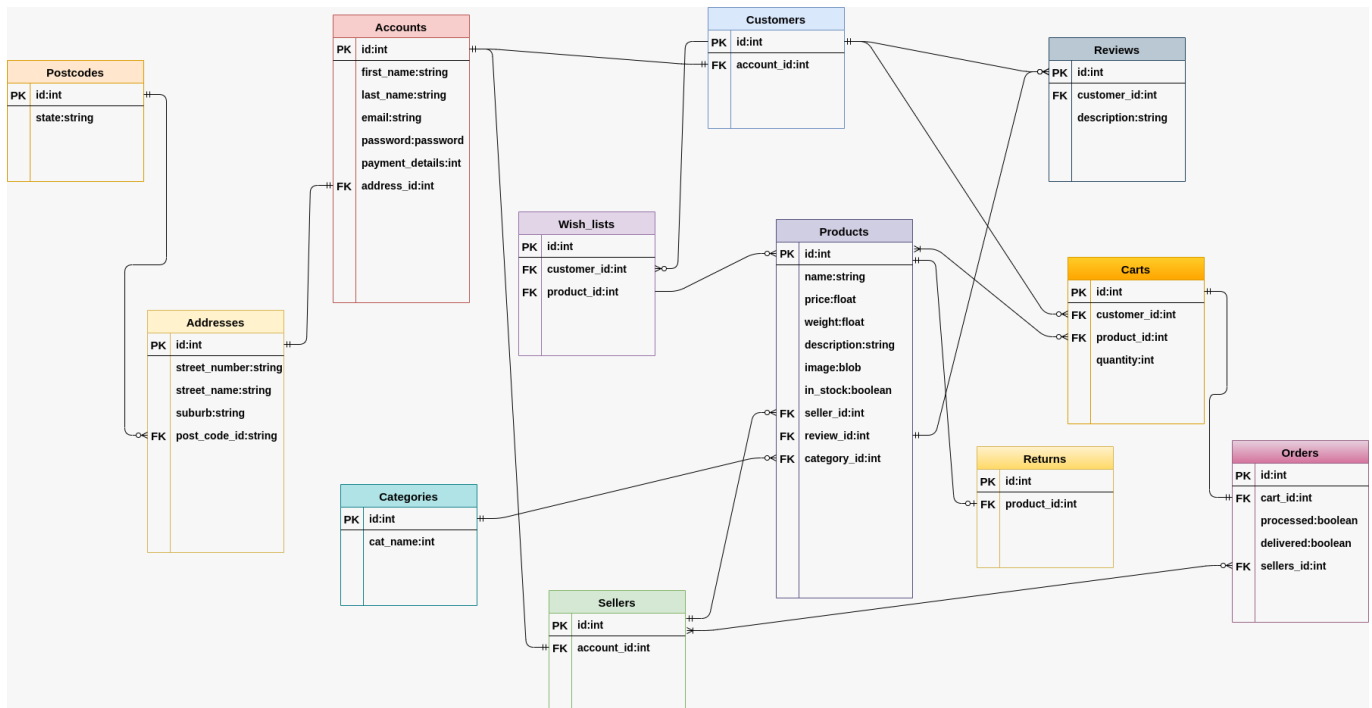 Accounts
PK id:int
first_name:string
last_name:string
email:string
password:password
payment_details:int
FK address_id:int
Customers
PK id:int
FK account_id:int
Reviews
PK id:int
FK customer_id:int
description:string
Postcodes
PK id:int
state:string
Wish_lists
PK id:int
FK customer_id:int
FK product_id:int
Products
PK id:int
name:string
price:float
weight:float
description:string
image:blob
in_stock:boolean
FK seller_id:int
FK review_id:int
FK category_id:int
Carts
PK id:int
FK customer_id:int
FK product_id:int
quantity:int
Addresses
PK id:int
street_number:string
street_name:string
suburb:string
FK post_code_id:string
Returns
PK id:int
FK product_id:int
Orders
PK id:int
FK cart_id:int
processed:boolean
delivered:boolean
FK sellers_id:int
Categories
PK id:int
cat_name:int
Sellers
PK id:int
FK account_id:int